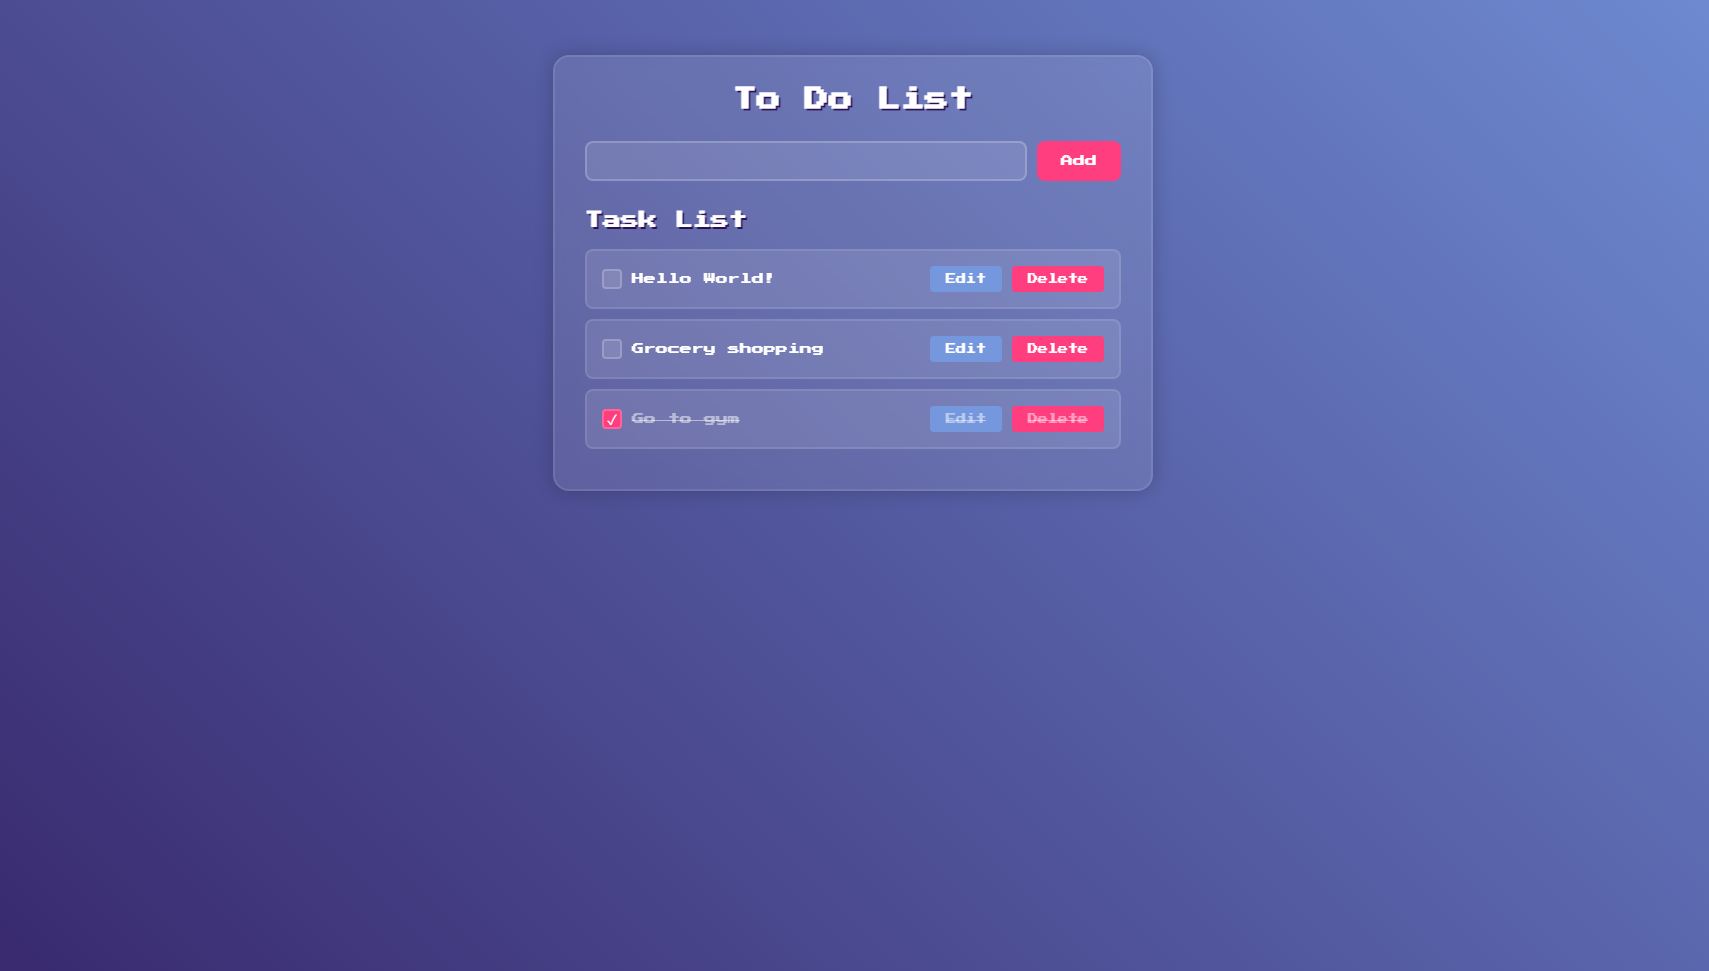 To Do List
Add
Task List
Hello World! Edit Delete
Grocery shopping Edit Delete
Go to gym Edit Delete